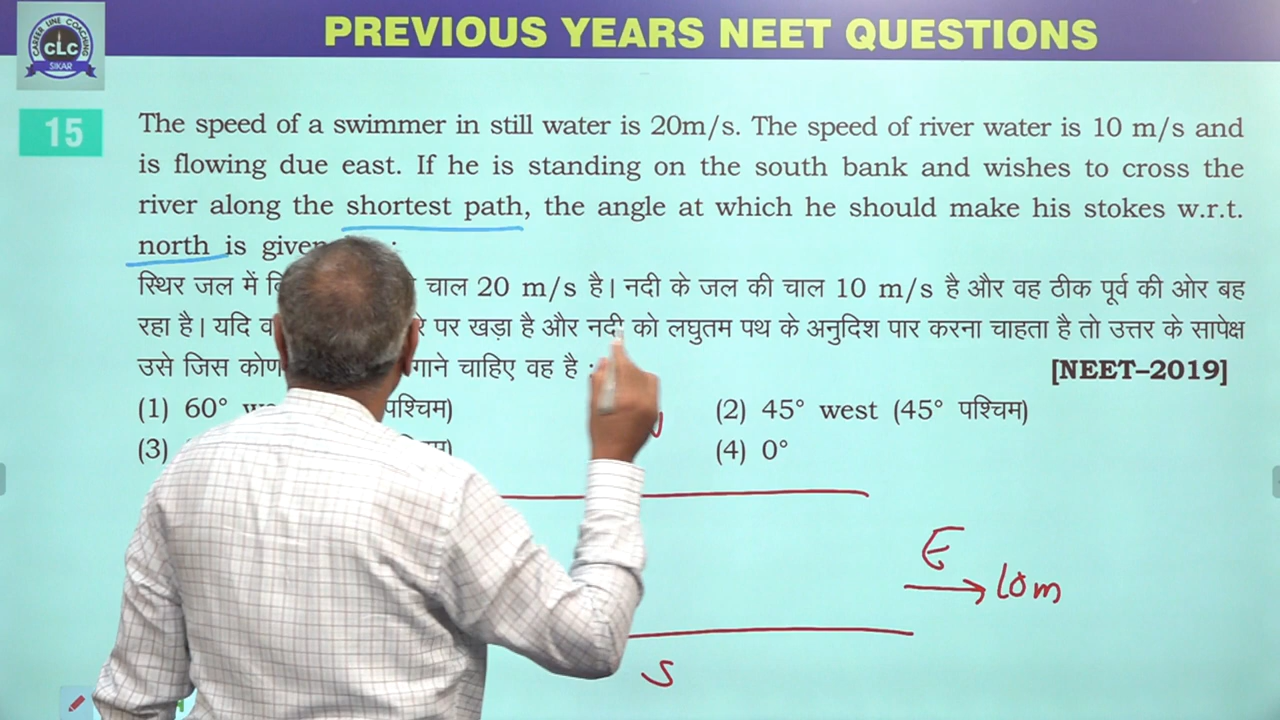 PREVIOUS YEARS NEET QUESTIONS
CAREER LINE COACHING
CLC
SIKAR
15
The speed of a swimmer in still water is 20m/s. The speed of river water is 10 m/s and
is flowing due east. If he is standing on the south bank and wishes to cross the
river along the shortest path, the angle at which he should make his stokes w.r.t.
north is given :
स्थिर जल में चाल 20 m/s है। नदी के जल की चाल 10 m/s है और वह ठीक पूर्व की ओर बह
रहा है। यदि पर खड़ा है और नदी को लघुतम पथ के अनुदिश पार करना चाहता है तो उत्तर के सापेक्ष
उसे जिस चाहिए वह है :
[NEET–2019]
(1) 60° पश्चिम)
(2) 45° west (45° पश्चिम)
(3)
(4) 0°
E
10m
S